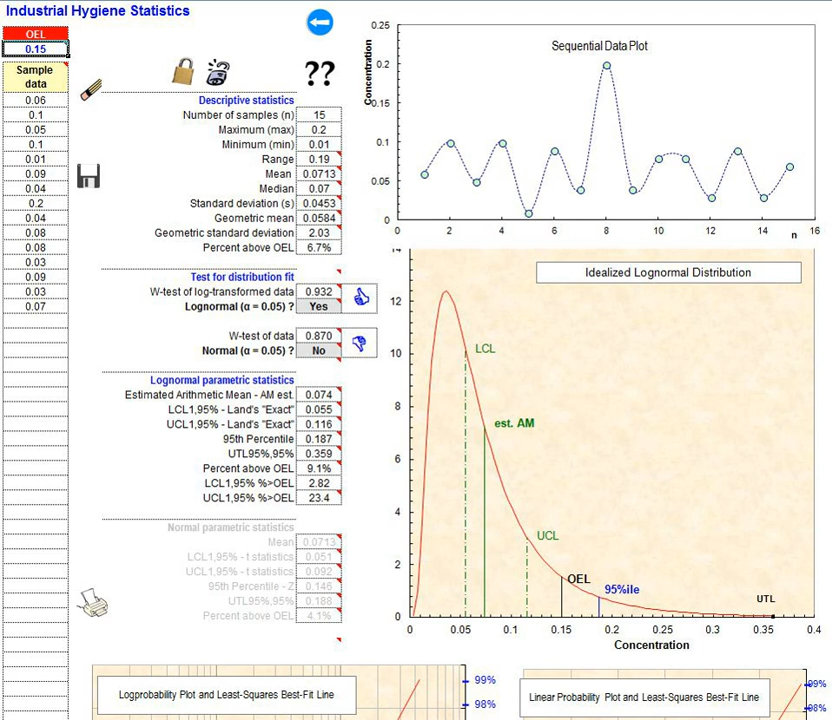 Industrial Hygiene Statistics
OEL
0.15
Sample
data
0.06
0.1
0.05
0.1
0.01
0.09
0.04
0.2
0.04
0.08
0.08
0.03
0.09
0.03
0.07
??
Descriptive statistics
Number of samples (n) 15
Maximum (max) 0.2
Minimum (min) 0.01
Range 0.19
Mean 0.0713
Median 0.07
Standard deviation (s) 0.0453
Geometric mean 0.0584
Geometric standard deviation 2.03
Percent above OEL 6.7%
Test for distribution fit
W-test of log-transformed data 0.932
Lognormal (α = 0.05) ? Yes
W-test of data 0.870
Normal (α = 0.05) ? No
Lognormal parametric statistics
Estimated Arithmetic Mean - AM est. 0.074
LCL1,95% - Land's "Exact" 0.055
UCL1,95% - Land's "Exact" 0.116
95th Percentile 0.187
UTL95%,95% 0.359
Percent above OEL 9.1%
LCL1,95% %>OEL 2.82
UCL1,95% %>OEL 23.4
Normal parametric statistics
Mean 0.0713
LCL1,95% - t statistics 0.051
UCL1,95% - t statistics 0.092
95th Percentile - Z 0.146
UTL95%,95% 0.188
Percent above OEL 4.1%
Sequential Data Plot
Concentration
0.25
0.2
0.15
0.1
0.05
0
0 2 4 6 8 10 12 14 16
n
Idealized Lognormal Distribution
14
12
10
8
6
4
2
0
LCL
est. AM
UCL
OEL
95%ile
UTL
0 0.05 0.1 0.15 0.2 0.25 0.3 0.35 0.4
Concentration
Logprobability Plot and Least-Squares Best-Fit Line
99%
98%
Linear Probability Plot and Least-Squares Best-Fit Line
99%
98%